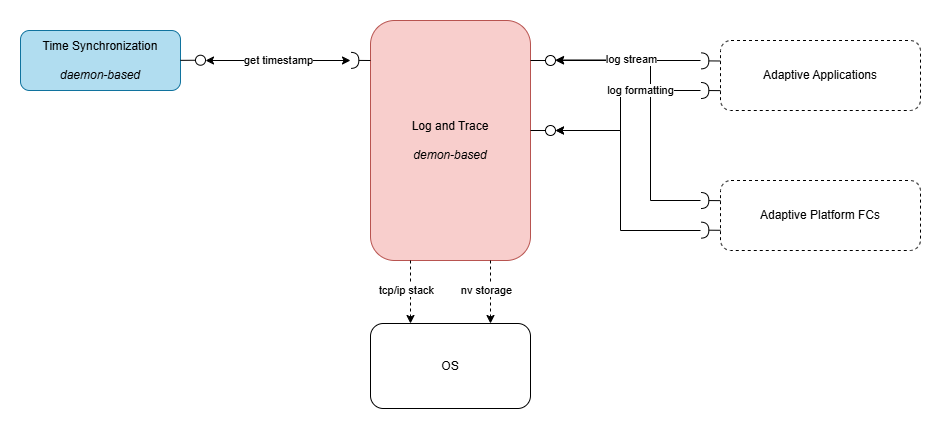 Time Synchronization
daemon-based
get timestamp
Log and Trace
demon-based
log stream
log formatting
Adaptive Applications
Adaptive Platform FCs
tcp/ip stack
nv storage
OS